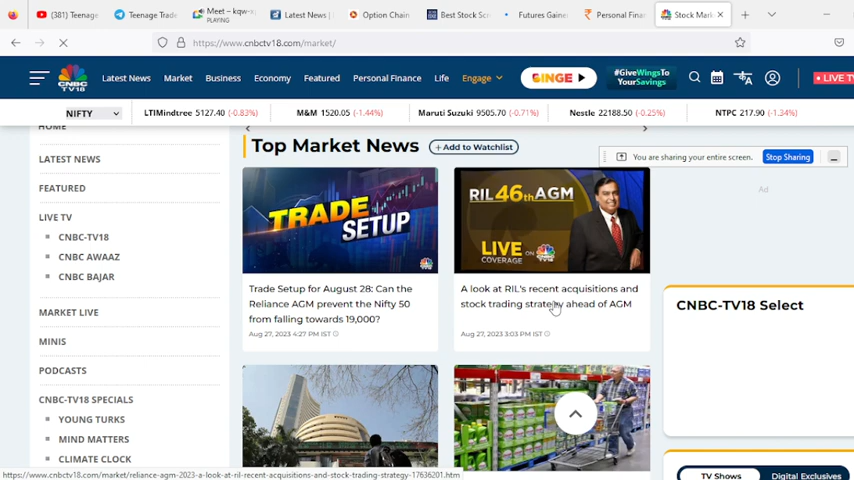 (381) Teenage
Teenage Trade
Meet – kqw-s
PLAYING
Latest News |
Option Chain
Best Stock Scr
Futures Gaine
Personal Finan
Stock Mark
https://www.cnbctv18.com/market/
CNBC
TV18
Latest News
Market
Business
Economy
Featured
Personal Finance
Life
Engage
BINGE
#GiveWingsTo
YourSavings
LIVE T
NIFTY
LTIMindtree 5127.40 (-0.83%)
M&M 1520.05 (-1.44%)
Maruti Suzuki 9505.70 (-0.71%)
Nestle 22188.50 (-0.25%)
NTPC 217.90 (-1.34%)
HOME
LATEST NEWS
FEATURED
LIVE TV
CNBC-TV18
CNBC AWAAZ
CNBC BAJAR
MARKET LIVE
MINIS
PODCASTS
CNBC-TV18 SPECIALS
YOUNG TURKS
MIND MATTERS
CLIMATE CLOCK
Top Market News
+ Add to Watchlist
You are sharing your entire screen.
Stop Sharing
Ad
TRADE
SETUP
Trade Setup for August 28: Can the
Reliance AGM prevent the Nifty 50
from falling towards 19,000?
Aug 27, 2023 4:27 PM IST
RIL 46th AGM
LIVE ON
COVERAGE
A look at RIL's recent acquisitions and
stock trading strategy ahead of AGM
Aug 27, 2023 3:03 PM IST
CNBC-TV18 Select
TV Shows
Digital Exclusives
https://www.cnbctv18.com/market/reliance-agm-2023-a-look-at-ril-recent-acquisitions-and-stock-trading-strategy-17636201.htm